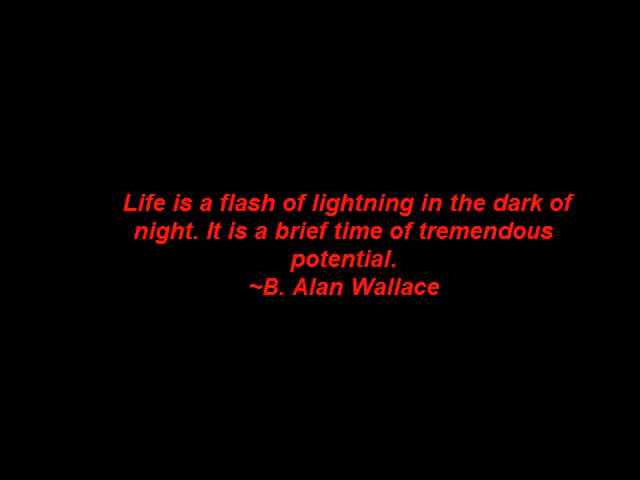 Life is a flash of lightning in the dark of
night. It is a brief time of tremendous
potential.
~B. Alan Wallace